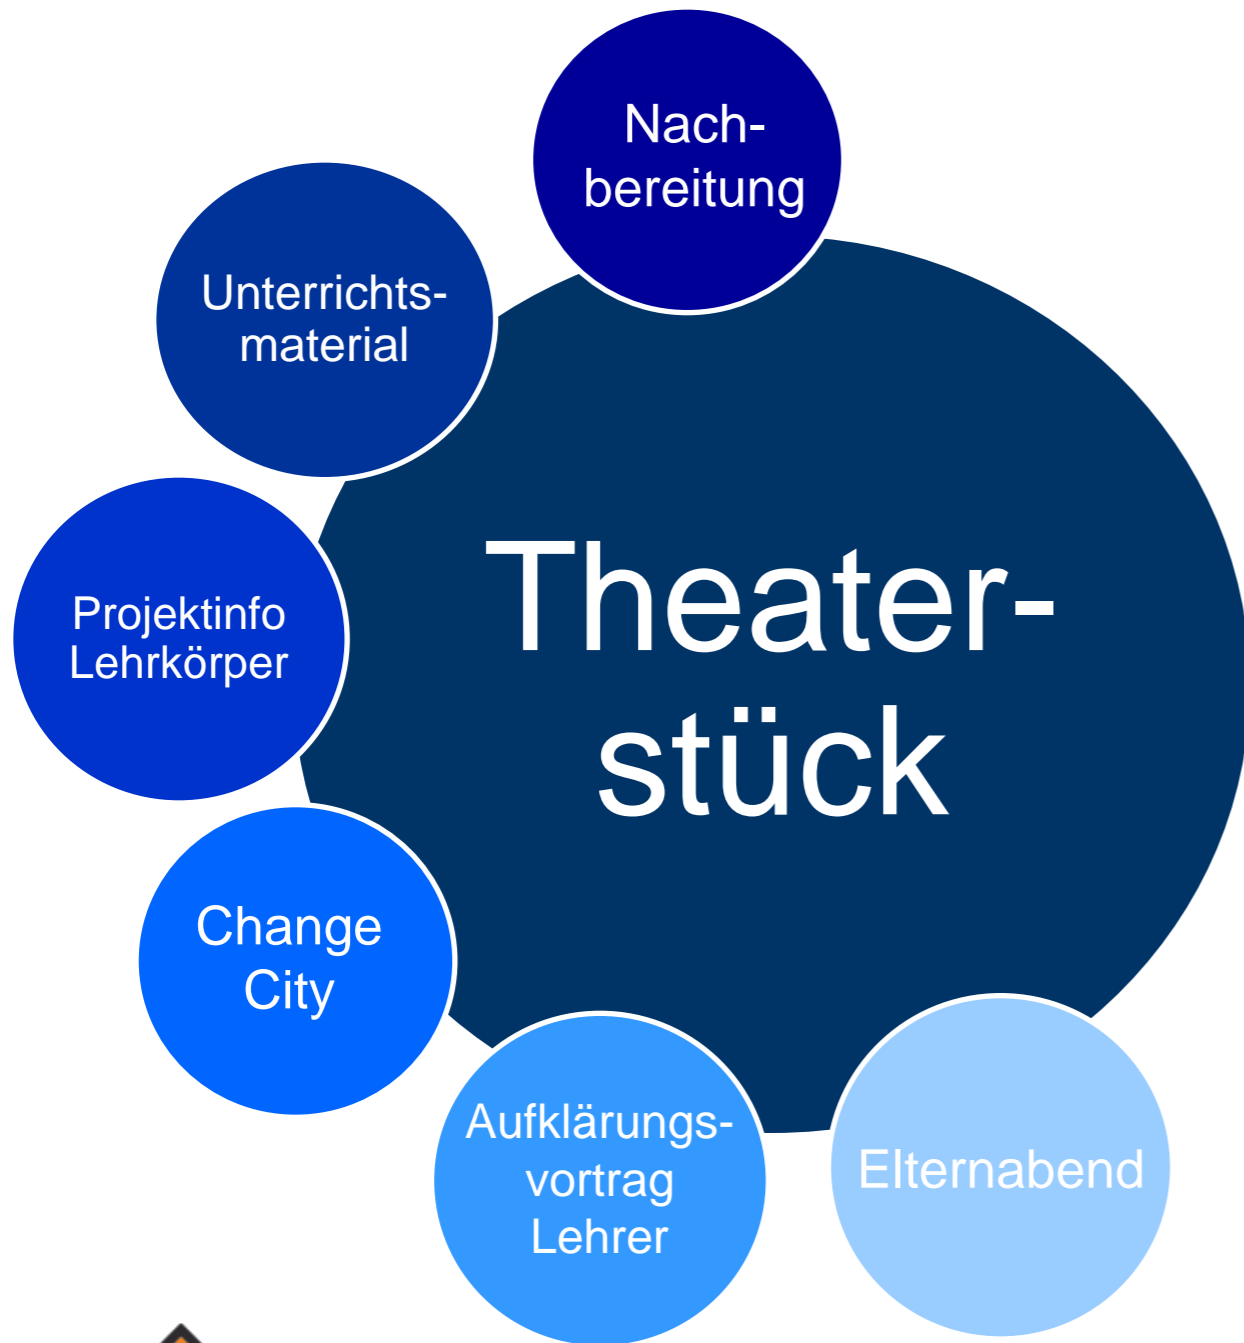 Nach-
bereitung
Unterrichts-
material
Projektinfo
Lehrkörper
Theater-
stück
Change
City
Aufklärungs-
vortrag
Lehrer
Elternabend